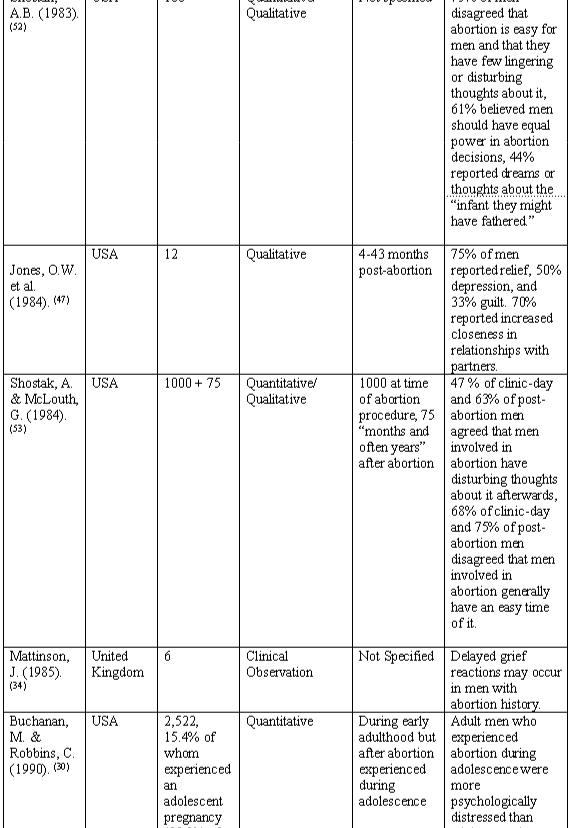 A.B. (1983).
(52)
Qualitative
disagreed that
abortion is easy for
men and that they
have few lingering
or disturbing
thoughts about it,
61% believed men
should have equal
power in abortion
decisions, 44%
reported dreams or
thoughts about the
“infant they might
have fathered.”
Jones, O.W.
et al.
(1984). (47)
USA
12
Qualitative
4-43 months
post-abortion
75% of men
reported relief, 50%
depression, and
33% guilt. 70%
reported increased
closeness in
relationships with
partners.
Shostak, A.
& McLouth,
G. (1984).
(53)
USA
1000 + 75
Quantitative/
Qualitative
1000 at time
of abortion
procedure, 75
“months and
often years”
after abortion
47 % of clinic-day
and 63% of post-
abortion men
agreed that men
involved in
abortion have
disturbing thoughts
about it afterwards,
68% of clinic-day
and 75% of post-
abortion men
disagreed that men
involved in
abortion generally
have an easy time
of it.
Mattinson,
J. (1985).
(34)
United
Kingdom
6
Clinical
Observation
Not Specified
Delayed grief
reactions may occur
in men with
abortion history.
Buchanan,
M. &
Robbins, C.
(1990). (30)
USA
2,522,
15.4% of
whom
experienced
an
adolescent
pregnancy
Quantitative
During early
adulthood but
after abortion
experienced
during
adolescence
Adult men who
experienced
abortion during
adolescence were
more
psychologically
distressed than